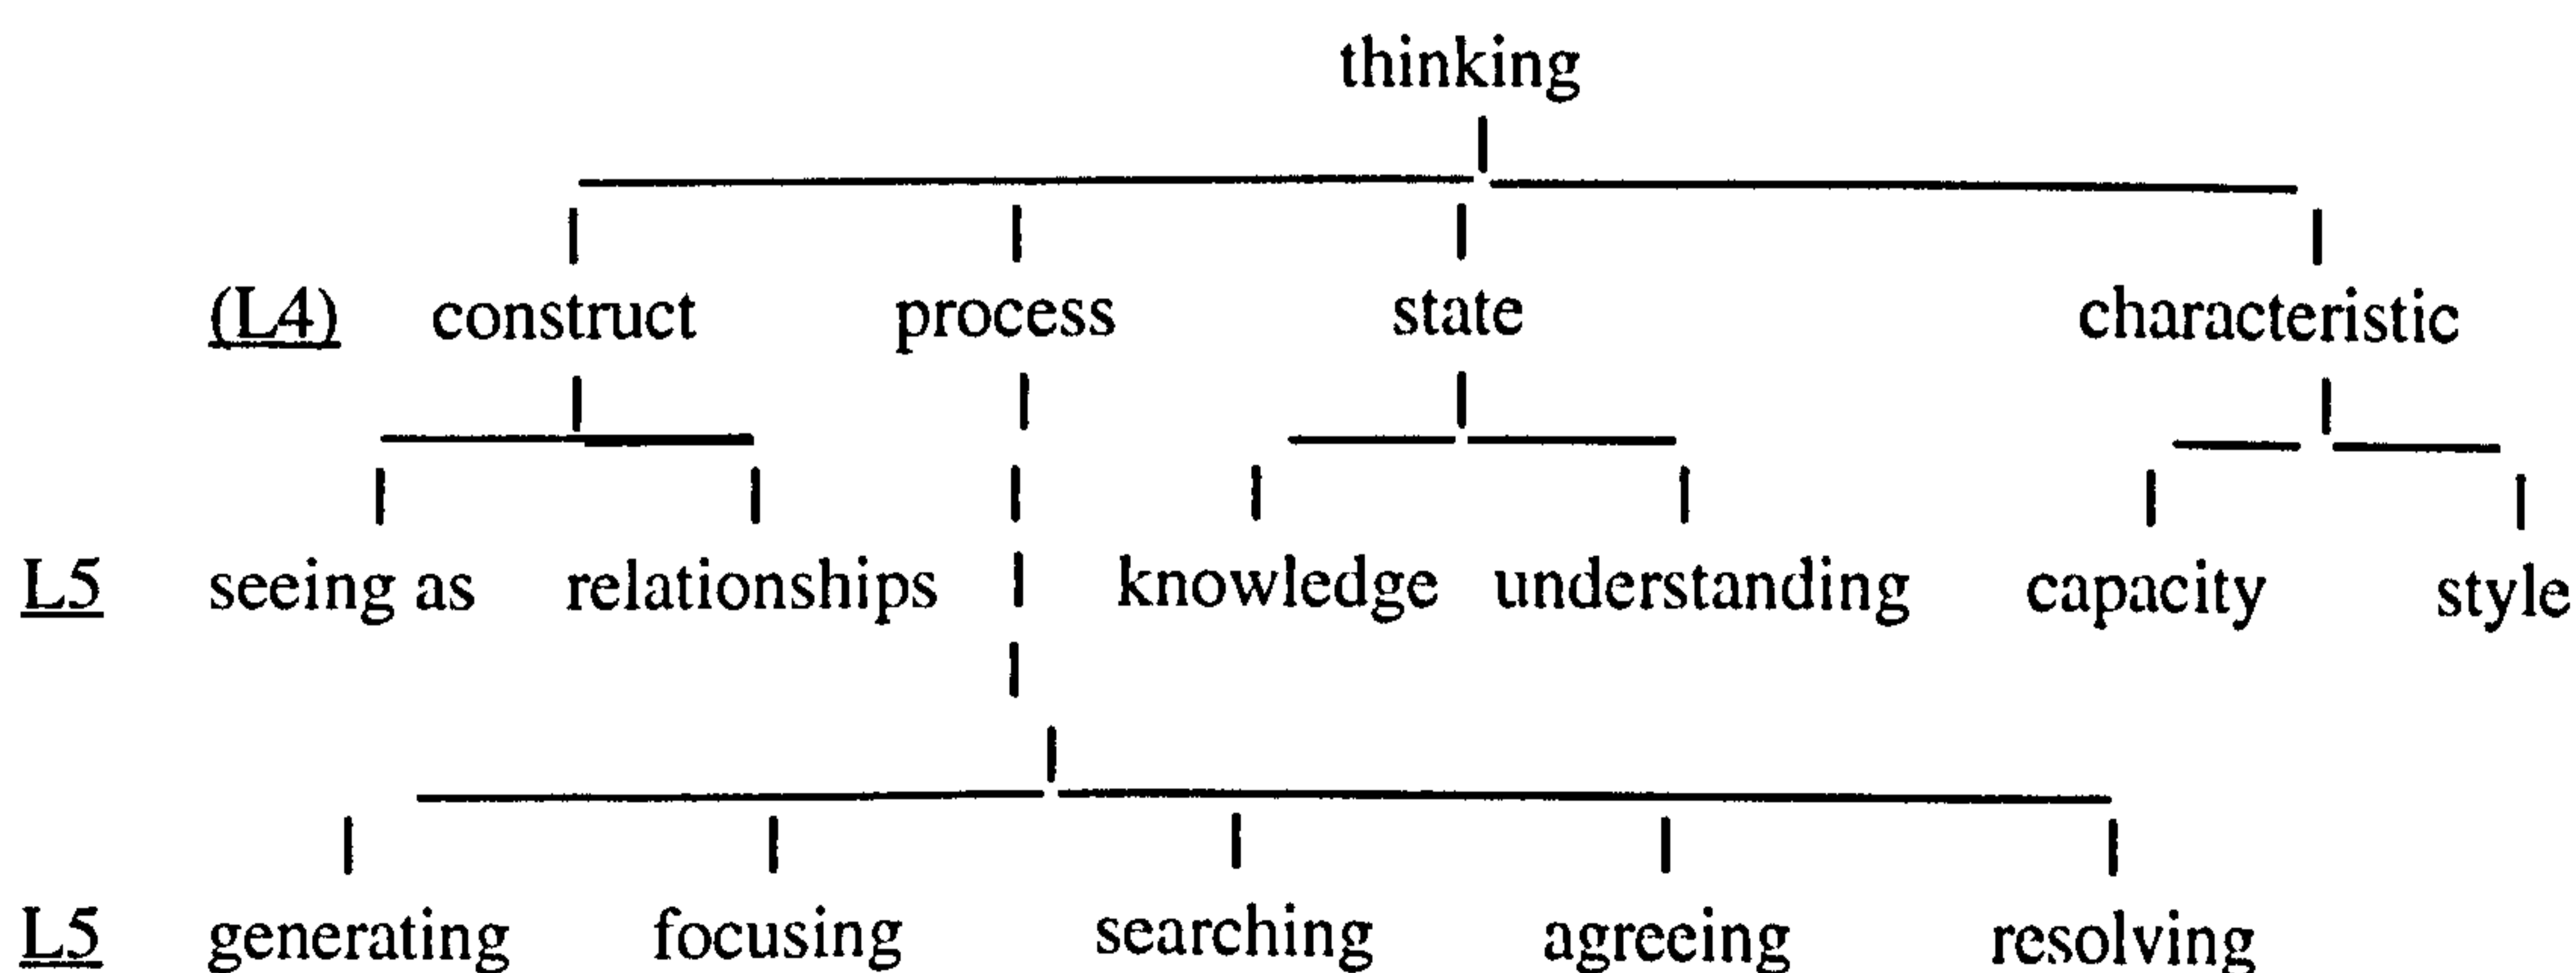 thinking
(L4) construct process state characteristic
L5 seeing as relationships knowledge understanding capacity style
L5 generating focusing searching agreeing resolving